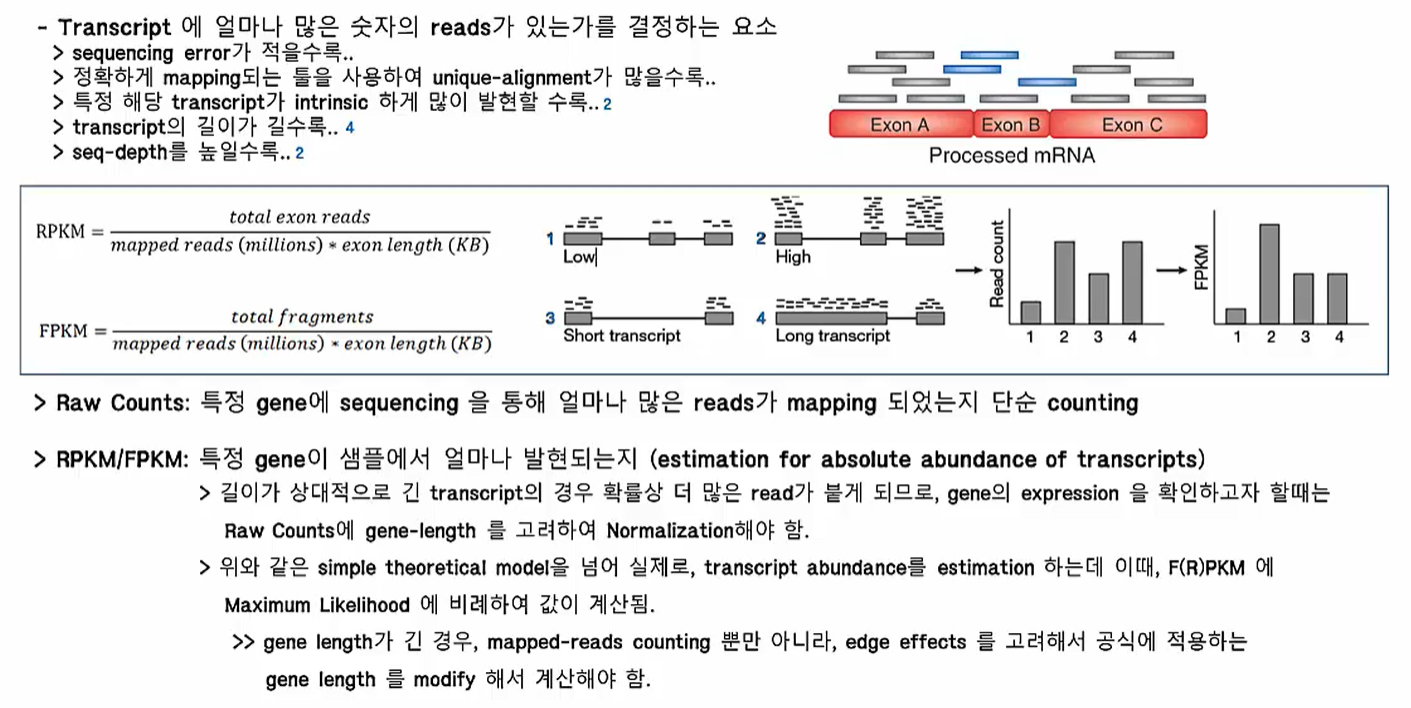 - Transcript 에 얼마나 많은 숫자의 reads가 있는가를 결정하는 요소
> sequencing error가 적을수록..
> 정확하게 mapping되는 툴을 사용하여 unique-alignment가 많을수록..
> 특정 해당 transcript가 intrinsic 하게 많이 발현할 수록.. 2
> transcript의 길이가 길수록.. 4
> seq-depth를 높일수록.. 2
Exon A Exon B Exon C
Processed mRNA
RPKM = total exon reads / mapped reads (millions) * exon length (KB)
FPKM = total fragments / mapped reads (millions) * exon length (KB)
1 Low
2 High
3 Short transcript
4 Long transcript
Read count
1 2 3 4
FPKM
1 2 3 4
> Raw Counts: 특정 gene에 sequencing 을 통해 얼마나 많은 reads가 mapping 되었는지 단순 counting
> RPKM/FPKM: 특정 gene이 샘플에서 얼마나 발현되는지 (estimation for absolute abundance of transcripts)
> 길이가 상대적으로 긴 transcript의 경우 확률상 더 많은 read가 붙게 되므로, gene의 expression 을 확인하고자 할때는
Raw Counts에 gene-length 를 고려하여 Normalization해야 함.
> 위와 같은 simple theoretical model을 넘어 실제로, transcript abundance를 estimation 하는데 이때, F(R)PKM 에
Maximum Likelihood 에 비례하여 값이 계산됨.
>> gene length가 긴 경우, mapped-reads counting 뿐만 아니라, edge effects 를 고려해서 공식에 적용하는
gene length 를 modify 해서 계산해야 함.